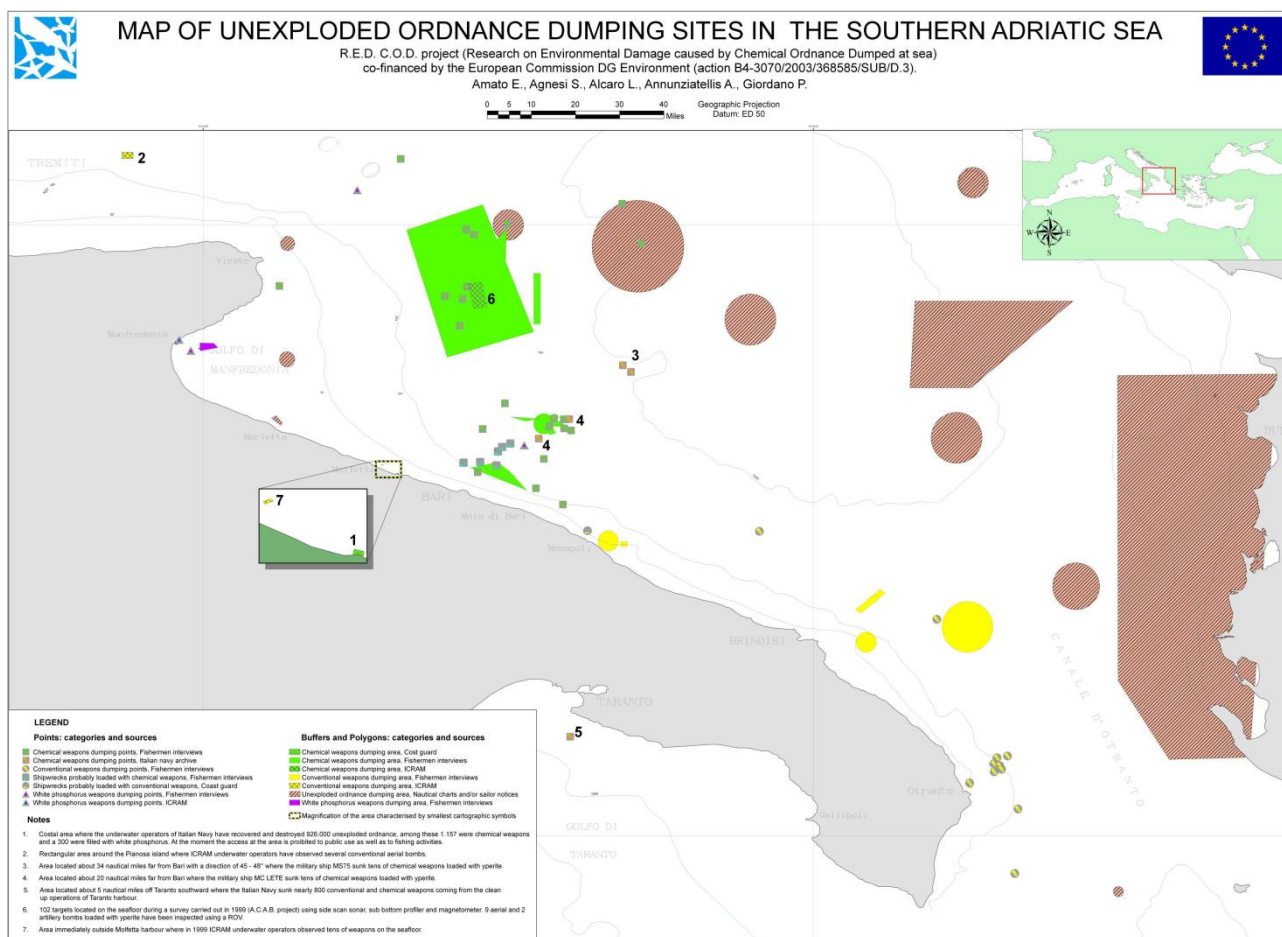 MAP OF UNEXPLODED ORDNANCE DUMPING SITES IN THE SOUTHERN ADRIATIC SEA
R.E.D. C.O.D. project (Research on Environmental Damage caused by Chemical Ordnance Dumped at sea)
co-financed by the European Commission DG Environment (action B4-3070/2003/368585/SUB/D.3).
Amato E., Agnesi S., Alcaro L., Annunziatellis A., Giordano P.
0 5 10 20 30 40
Miles
Geographic Projection
Datum: ED 50
TREMITI
2
N
W E
S
Vieste
6
Manfredonia
GOLFO DI
MANFREDONIA
3
4
4
Barletta
Molfetta
BARI
7
1
Mola di Bari
Monopoli
BRINDISI
CANALE D'OTRANTO
TARANTO
5
Otranto
Gallipoli
GOLFO DI
TARANTO
LEGEND
Points: categories and sources
Chemical weapons dumping points, Fishermen interviews
Chemical weapons dumping points, Italian navy archive
Conventional weapons dumping points, Fishermen interviews
Shipwrecks probably loaded with chemical weapons, Fishermen interviews
Shipwrecks probably loaded with conventional weapons, Coast guard
White phosphorus weapons dumping points, Fishermen interviews
White phosphorus weapons dumping points, ICRAM
Buffers and Polygons: categories and sources
Chemical weapons dumping area, Cost guard
Chemical weapons dumping area, Fishermen interviews
Chemical weapons dumping area, ICRAM
Conventional weapons dumping area, Fishermen interviews
Conventional weapons dumping area, ICRAM
Unexploded ordnance dumping area, Nautical charts and/or sailor notices
White phosphorus weapons dumping area, Fishermen interviews
Magnification of the area characterised by smallest cartographic symbols
Notes
1. Costal area where the underwater operators of Italian Navy have recovered and destroyed 926.000 unexploded ordnance, among these 1.157 were chemical weapons
and a 300 were filled with white phosphorus. At the moment the access at the area is proibited to public use as well as to fishing activities.
2. Rectangular area around the Pianosa island where ICRAM underwater operators have observed several conventional aerial bombs.
3. Area located about 34 nautical miles far from Bari with a direction of 45 - 48° where the military ship MS75 sunk tens of chemical weapons loaded with yperite.
4. Area located about 20 nautical miles far from Bari where the military ship MC LETE sunk tens of chemical weapons loaded with yperite.
5. Area located about 5 nautical miles off Taranto southward where the Italian Navy sunk nearly 800 conventional and chemical weapons coming from the clean
up operations of Taranto harbour.
6. 102 targets located on the seafloor during a survey carried out in 1999 (A.C.A.B. project) using side scan sonar, sub bottom profiler and magnetometer. 9 aerial and 2
artillery bombs loaded with yperite have been inspected using a ROV.
7. Area immediately outside Molfetta harbour where in 1999 ICRAM underwater operators observed tens of weapons on the seafloor.